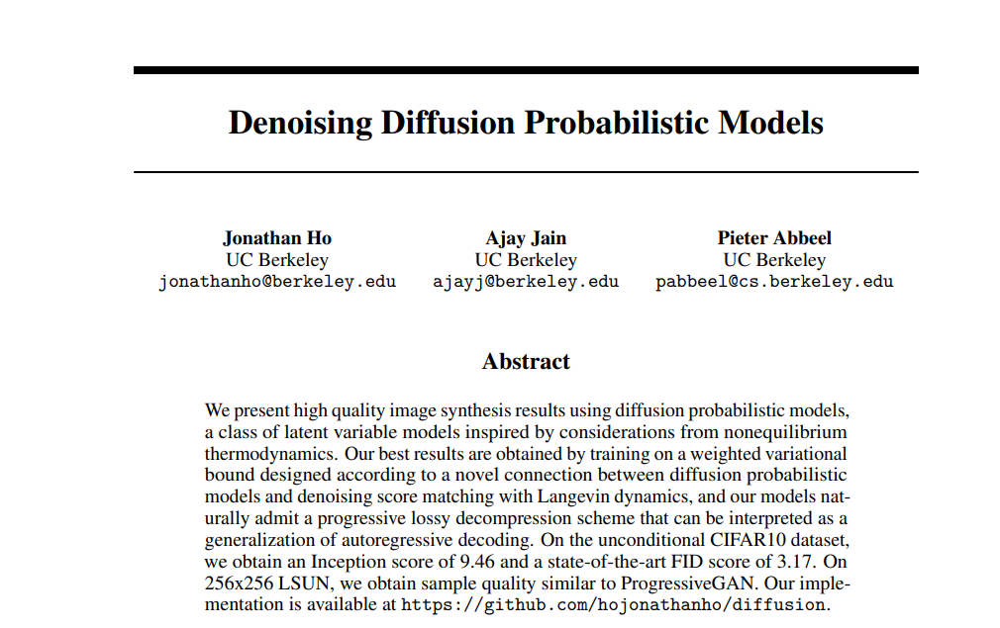 Denoising Diffusion Probabilistic Models
Jonathan Ho
UC Berkeley
jonathanho@berkeley.edu
Ajay Jain
UC Berkeley
ajayj@berkeley.edu
Pieter Abbeel
UC Berkeley
pabbeel@cs.berkeley.edu
Abstract
We present high quality image synthesis results using diffusion probabilistic models,
a class of latent variable models inspired by considerations from nonequilibrium
thermodynamics. Our best results are obtained by training on a weighted variational
bound designed according to a novel connection between diffusion probabilistic
models and denoising score matching with Langevin dynamics, and our models nat-
urally admit a progressive lossy decompression scheme that can be interpreted as a
generalization of autoregressive decoding. On the unconditional CIFAR10 dataset,
we obtain an Inception score of 9.46 and a state-of-the-art FID score of 3.17. On
256x256 LSUN, we obtain sample quality similar to ProgressiveGAN. Our imple-
mentation is available at https://github.com/hojonathanho/diffusion.